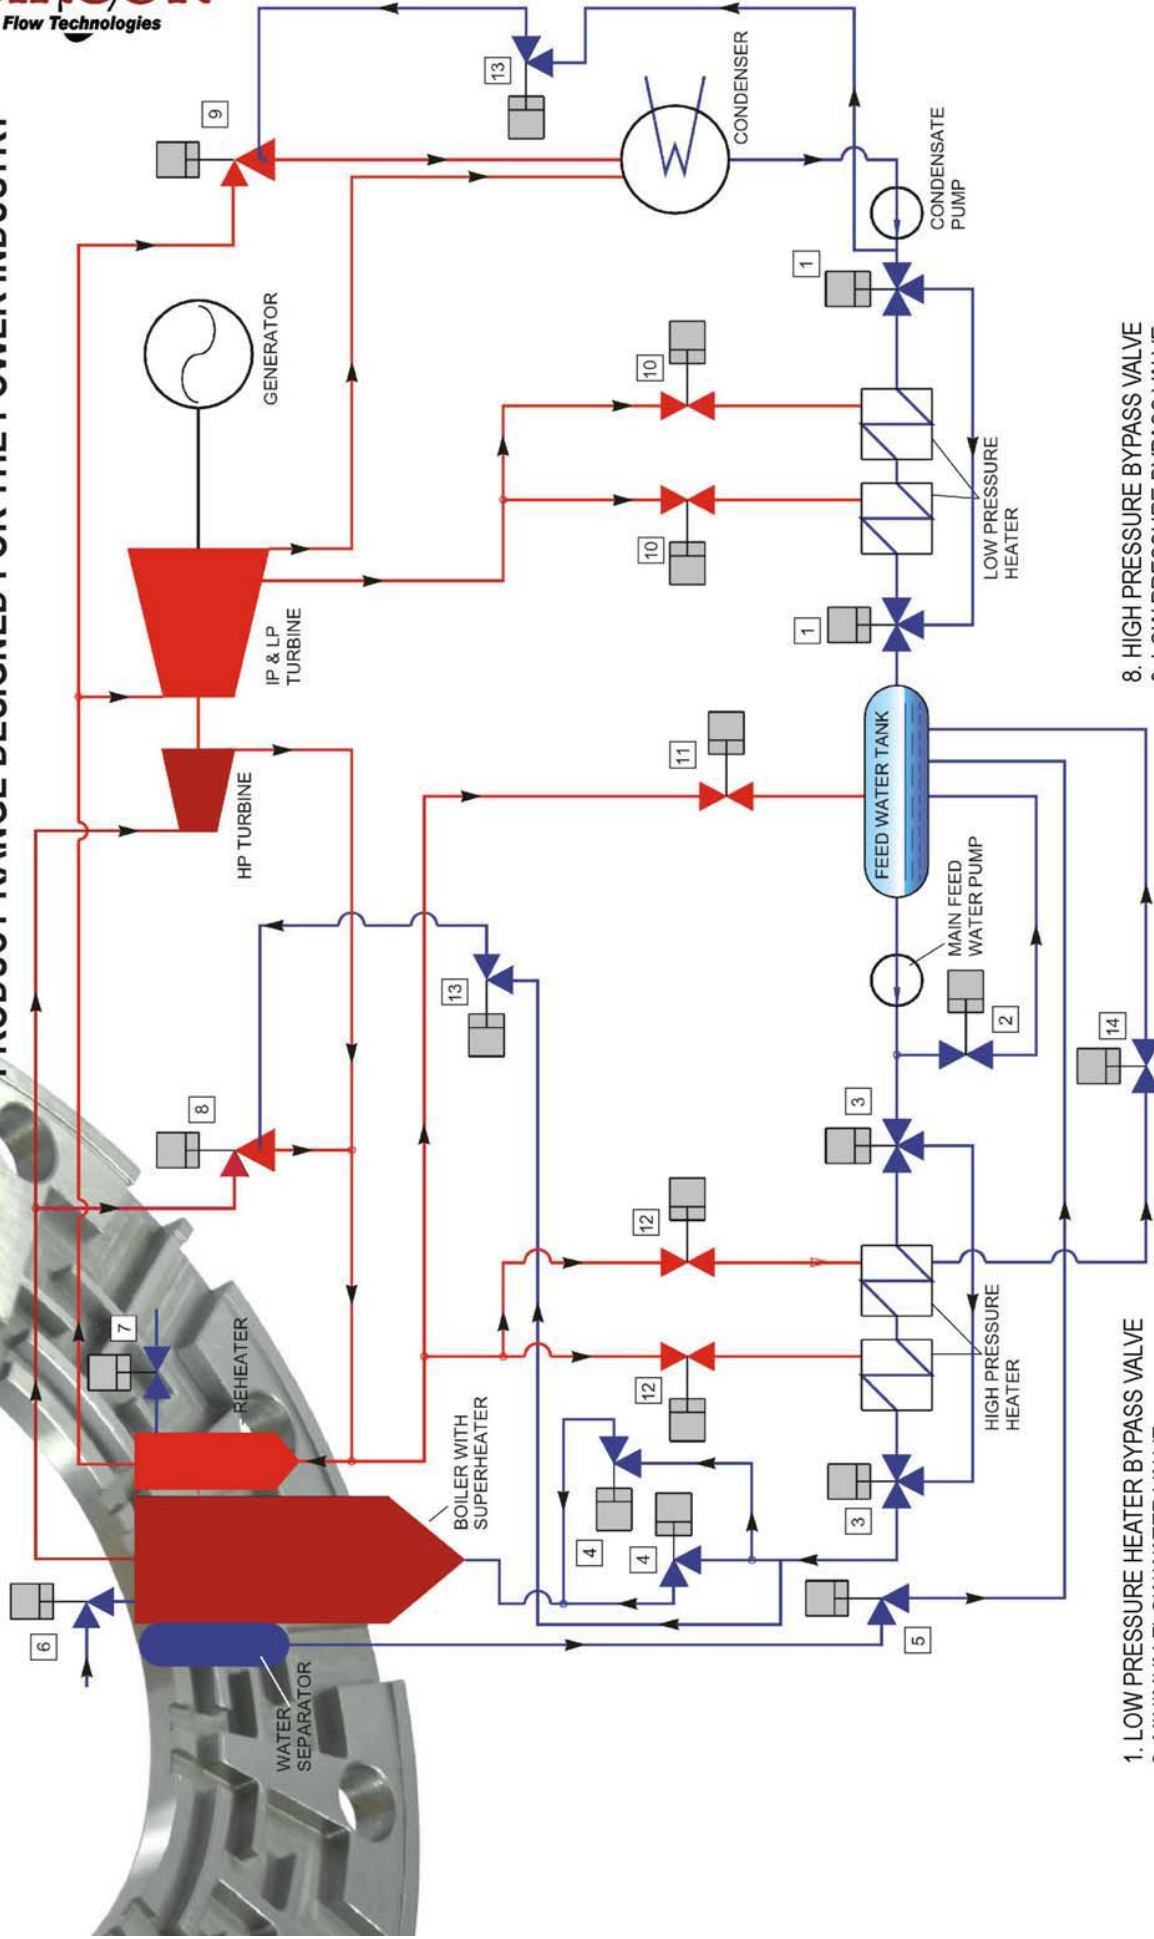 Flow Technologies
PRODUCT RANGE DESIGNED FOR THE POWER INDUSTRY
6
WATER
SEPARATOR
7
REHEATER
BOILER WITH
SUPERHEATER
8
HP TURBINE
IP & LP
TURBINE
GENERATOR
9
13
13
CONDENSER
CONDENSATE
PUMP
10
10
11
12
12
4
4
5
3
3
HIGH PRESSURE
HEATER
MAIN FEED
WATER PUMP
2
14
FEED WATER TANK
1
1
LOW PRESSURE
HEATER
1. LOW PRESSURE HEATER BYPASS VALVE
8. HIGH PRESSURE BYPASS VALVE